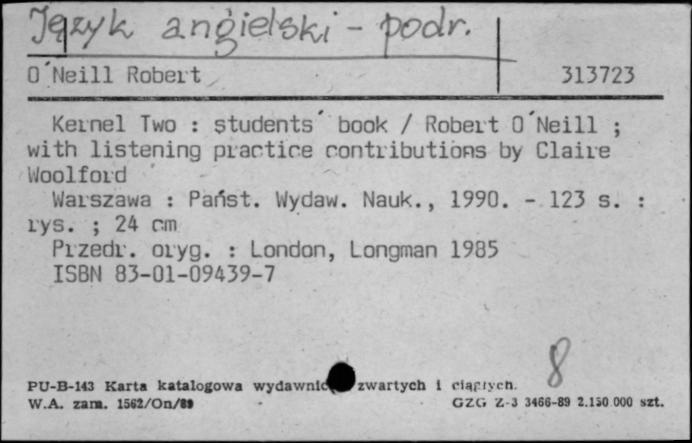 Język angielski - podr.
O´Neill Robert 313723
Kernel Two : students´ book / Robert O´Neill ;
with listening practice contributions by Claire
Woolford
Warszawa : Państ. Wydaw. Nauk., 1990. - 123 s. :
rys. ; 24 cm
Przedr. oryg. : London, Longman 1985
ISBN 83-01-09439-7
8
PU-B-143 Karta katalogowa zwartych i ciągłych.
W.A. zam. 1562/On/89 GZG Z-3 3466-89 2.150.000 szt.